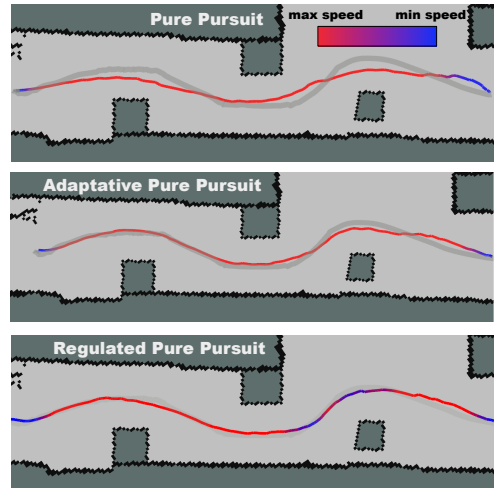 Pure Pursuit
max speed min speed
Adaptative Pure Pursuit
Regulated Pure Pursuit